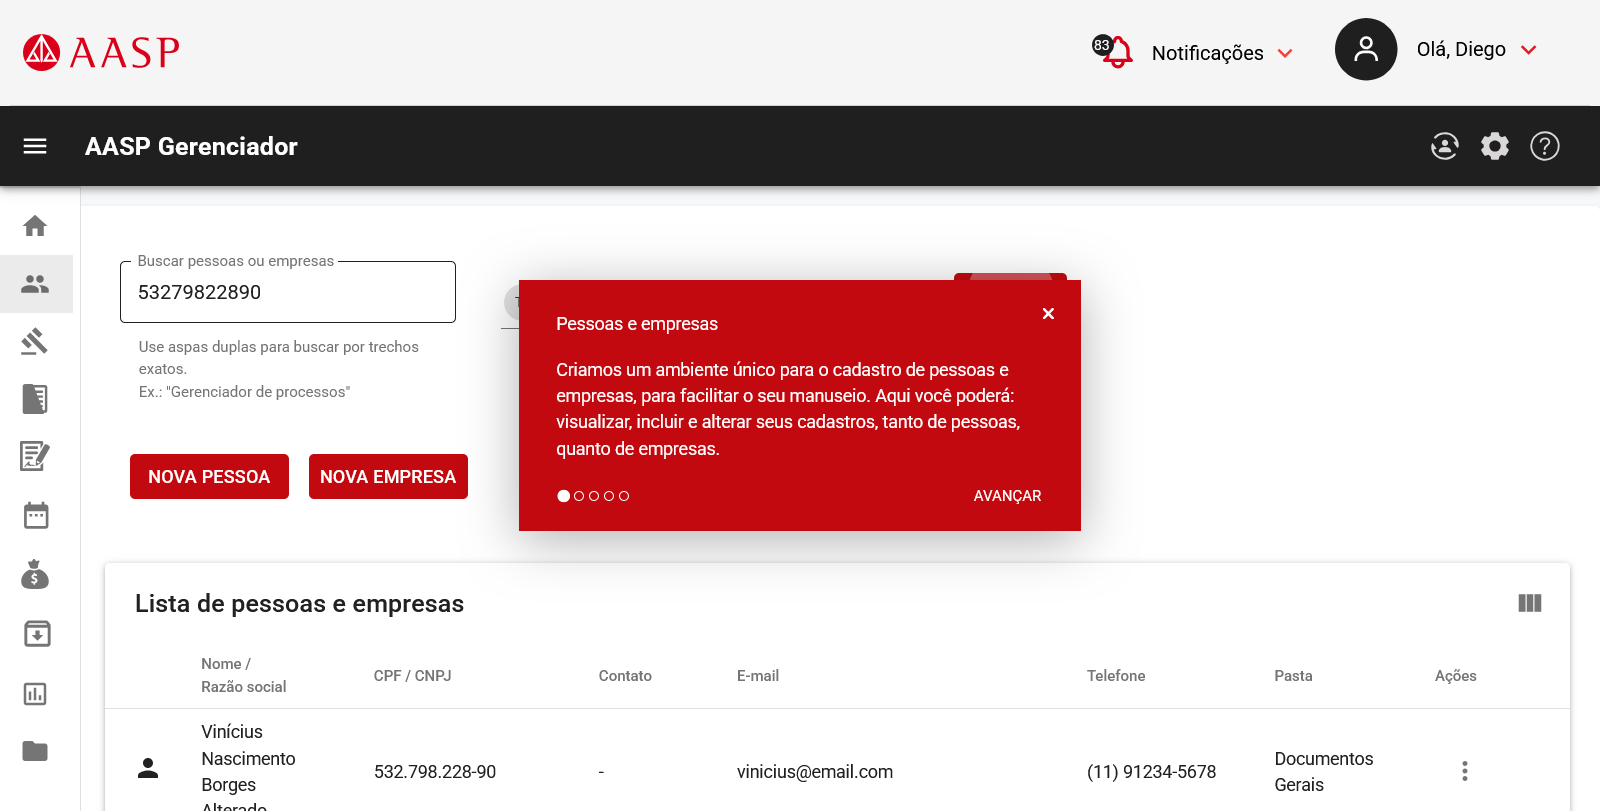 AASP
83
Notificações
Olá, Diego
AASP Gerenciador
Buscar pessoas ou empresas
53279822890
Use aspas duplas para buscar por trechos
exatos.
Ex.: "Gerenciador de processos"
NOVA PESSOA
NOVA EMPRESA
Pessoas e empresas
Criamos um ambiente único para o cadastro de pessoas e
empresas, para facilitar o seu manuseio. Aqui você poderá:
visualizar, incluir e alterar seus cadastros, tanto de pessoas,
quanto de empresas.
AVANÇAR
Lista de pessoas e empresas
Nome /
Razão social
CPF / CNPJ
Contato
E-mail
Telefone
Pasta
Ações
Vinícius
Nascimento
Borges
Alterado
532.798.228-90
-
vinicius@email.com
(11) 91234-5678
Documentos
Gerais